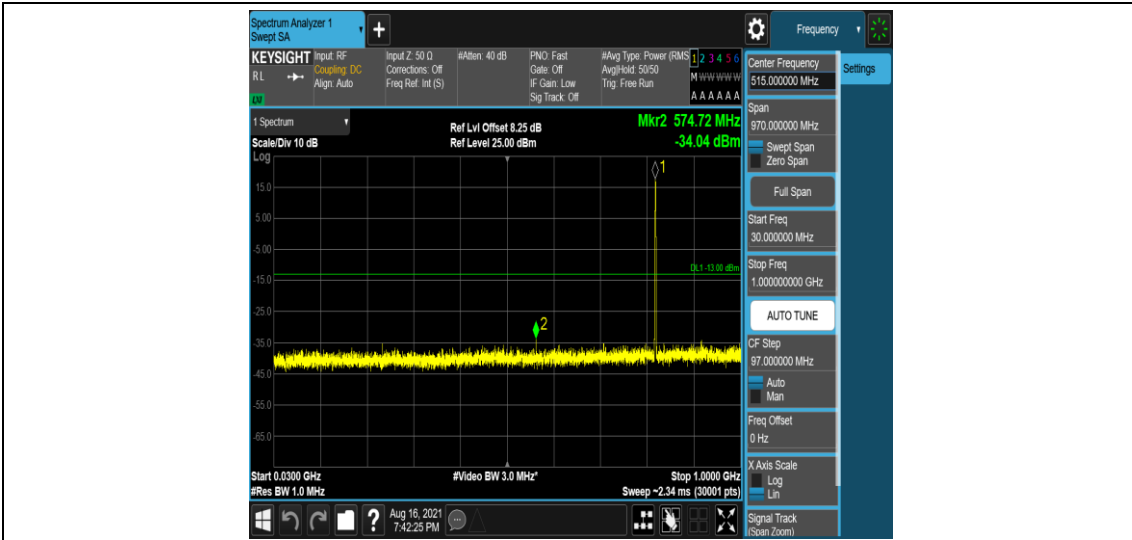 Spectrum Analyzer 1
Swept SA
+
Frequency
KEYSIGHT
RL
LXI
Input: RF
Coupling: DC
Align: Auto
Input Z: 50 Ω
Corrections: Off
Freq Ref: Int (S)
#Atten: 40 dB
PNO: Fast
Gate: Off
IF Gain: Low
Sig Track: Off
#Avg Type: Power (RMS
Avg|Hold: 50/50
Trig: Free Run
1 2 3 4 5 6
M W W W W W
A A A A A A
1 Spectrum
Scale/Div 10 dB
Ref Lvl Offset 8.25 dB
Ref Level 25.00 dBm
Mkr2 574.72 MHz
-34.04 dBm
Log
1
15.0
5.00
-5.00
DL1 -13.00 dBm
-15.0
-25.0
2
-35.0
-45.0
-55.0
-65.0
Start 0.0300 GHz
#Res BW 1.0 MHz
#Video BW 3.0 MHz*
Stop 1.0000 GHz
Sweep ~2.34 ms (30001 pts)
?
Aug 16, 2021
7:42:25 PM
Center Frequency
515.000000 MHz
Settings
Span
970.000000 MHz
Swept Span
Zero Span
Full Span
Start Freq
30.000000 MHz
Stop Freq
1.000000000 GHz
AUTO TUNE
CF Step
97.000000 MHz
Auto
Man
Freq Offset
0 Hz
X Axis Scale
Log
Lin
Signal Track
(Span Zoom)